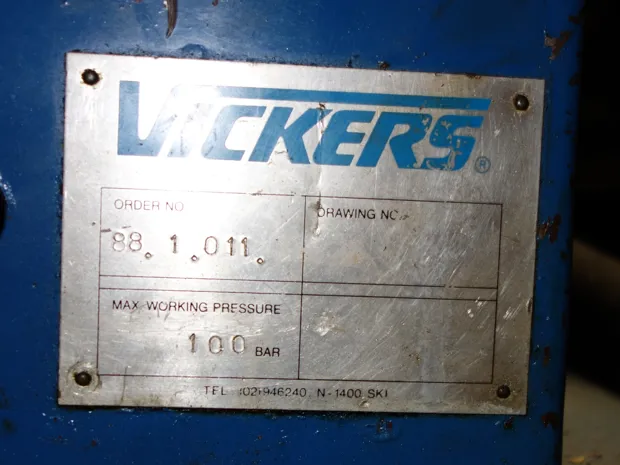 VICKERS®
ORDER NO.
DRAWING NO.
88.1.011.
MAX. WORKING PRESSURE
100 BAR
TEL. (02) 946240, N-1400 SKI